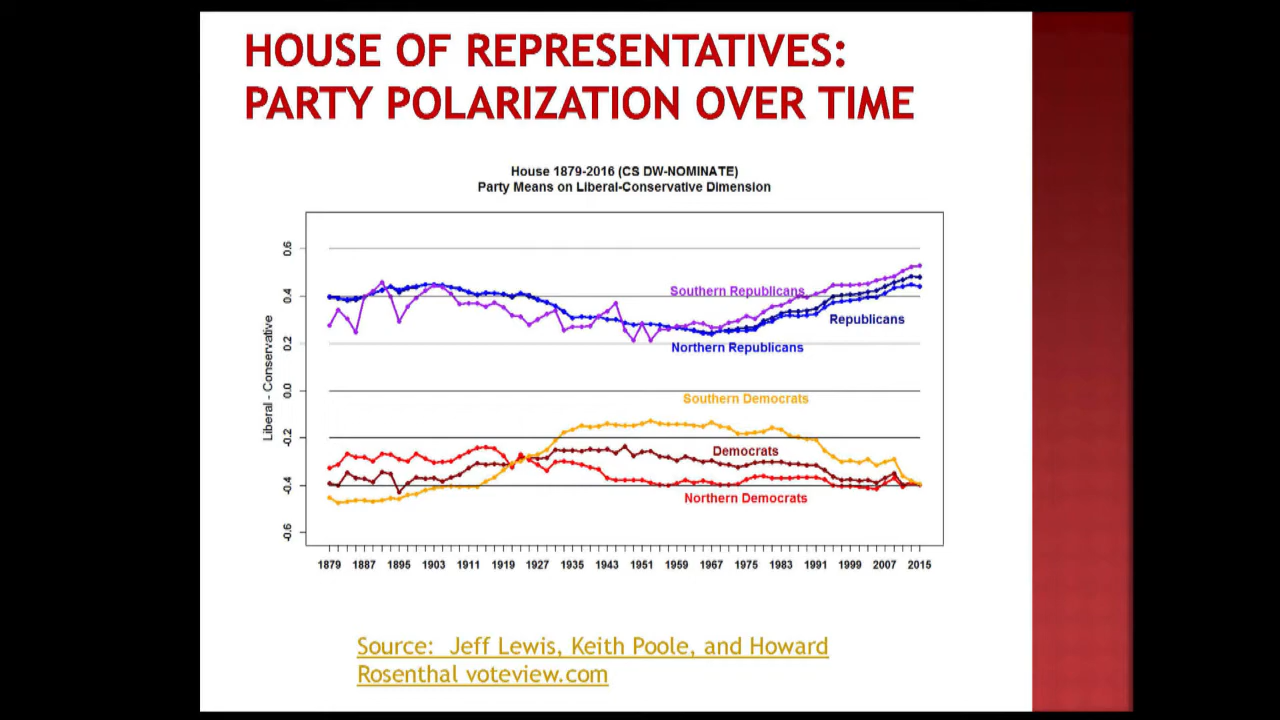 HOUSE OF REPRESENTATIVES:
PARTY POLARIZATION OVER TIME
House 1879-2016 (CS DW-NOMINATE)
Party Means on Liberal-Conservative Dimension
Liberal - Conservative
0.6
0.4
0.2
0.0
-0.2
-0.4
-0.6
Southern Republicans
Republicans
Northern Republicans
Southern Democrats
Democrats
Northern Democrats
1879 1887 1895 1903 1911 1919 1927 1935 1943 1951 1959 1967 1975 1983 1991 1999 2007 2015
Source: Jeff Lewis, Keith Poole, and Howard
Rosenthal voteview.com